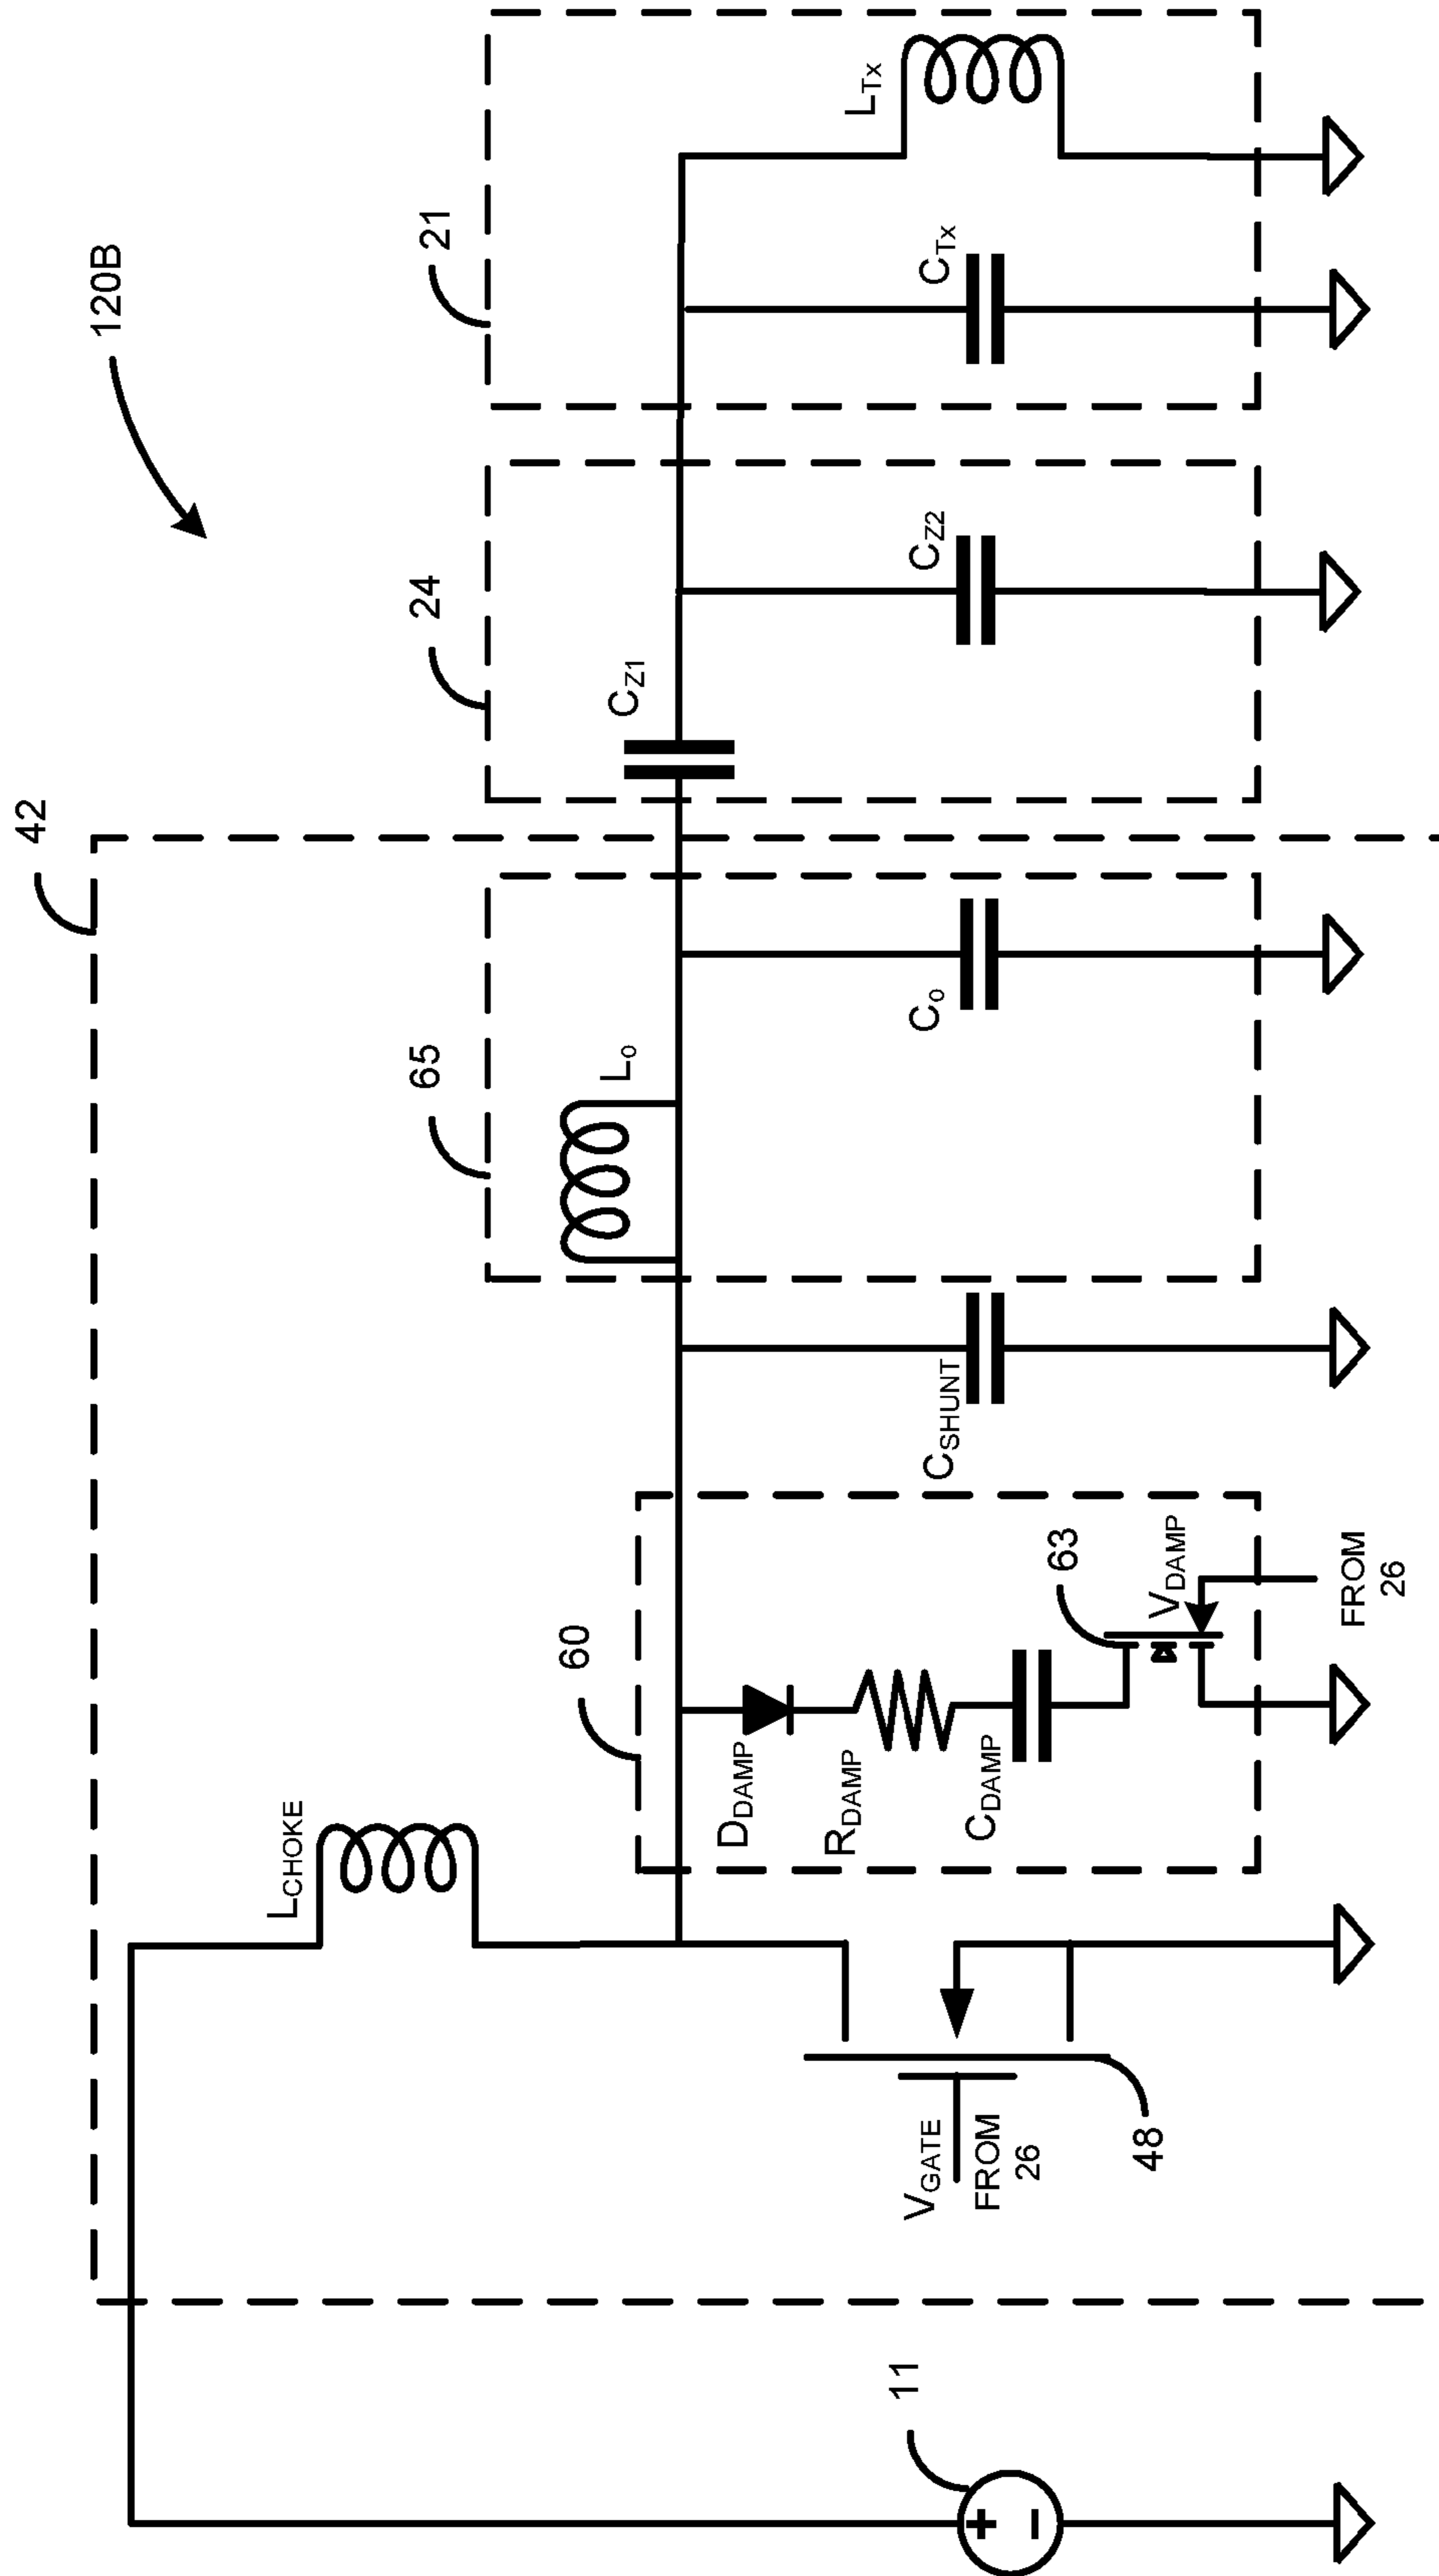 120B
42
65
24
21
60
L_CHOKE
L_o
C_Z1
D_DAMP
R_DAMP
C_DAMP
63
V_DAMP
FROM
26
C_SHUNT
C_o
C_Z2
C_Tx
L_Tx
11
+
−
V_GATE
FROM
26
48